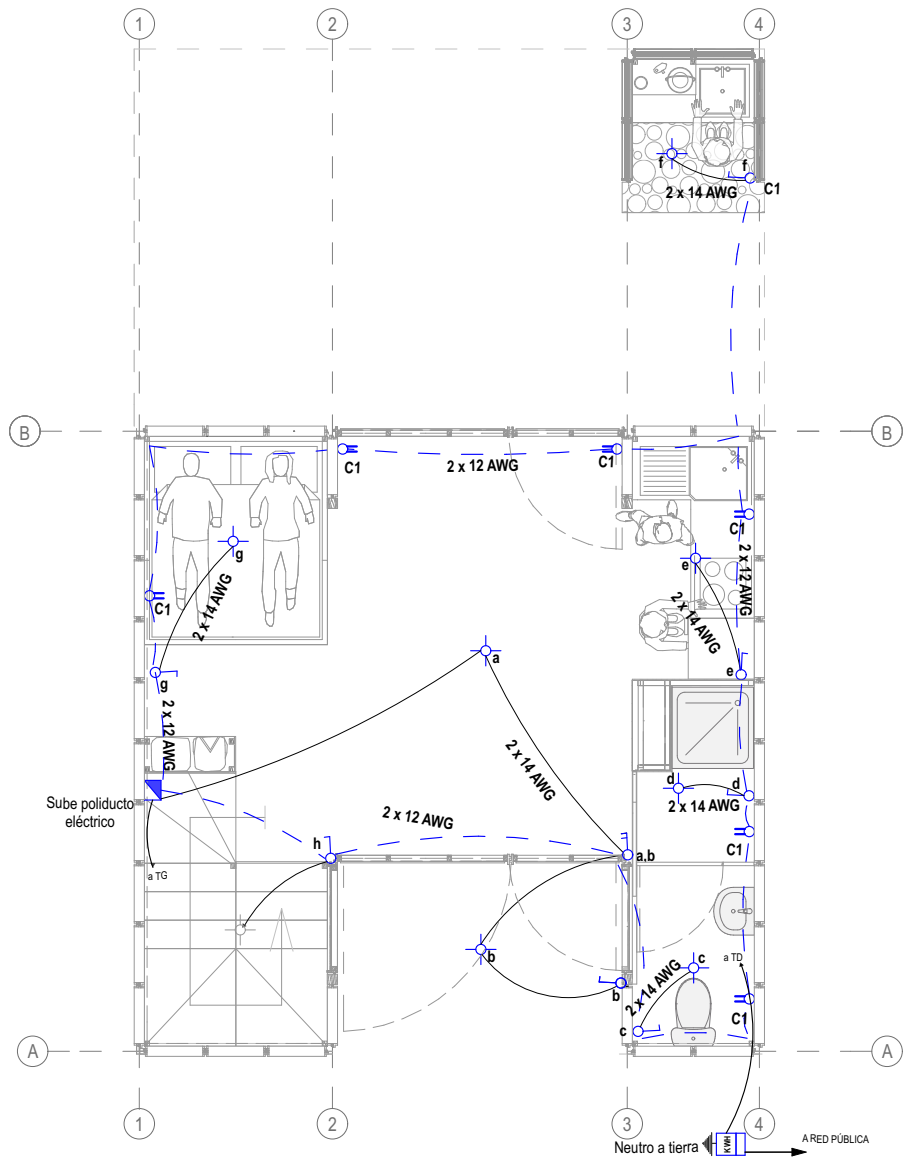 1
2
3
4
f
f
2 x 14 AWG
C1
B
B
C1
2 x 12 AWG
C1
C1
g
e
2 x 12 AWG
2 x 14 AWG
C1
2 x 14 AWG
a
g
e
2 x 12 AWG
2 x 14 AWG
d
d
Sube poliducto
eléctrico
2 x 14 AWG
2 x 12 AWG
C1
h
a,b
a TG
b
c
a TD
2 x 14 AWG
b
C1
c
A
A
1
2
3
4
Neutro a tierra
KWH
A RED PÚBLICA